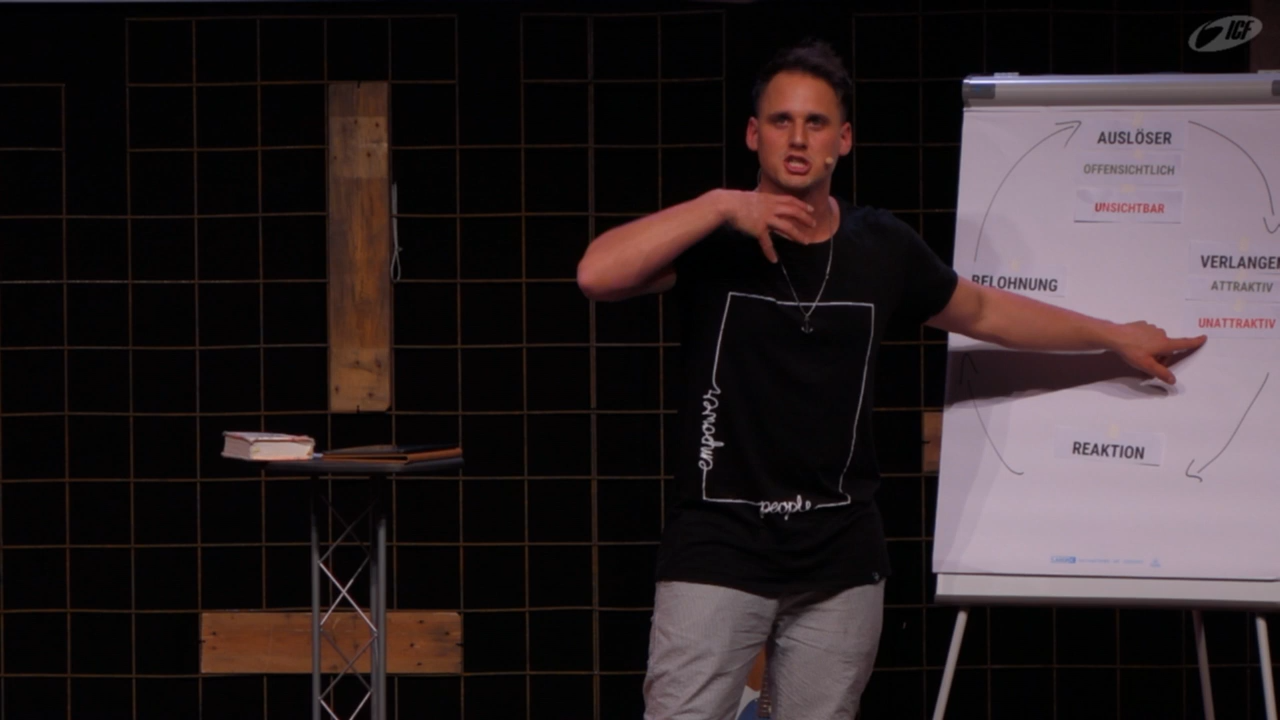 ICF
AUSLÖSER
OFFENSICHTLICH
UNSICHTBAR
BELOHNUNG
VERLANGEN
ATTRAKTIV
UNATTRAKTIV
REAKTION
empower
people